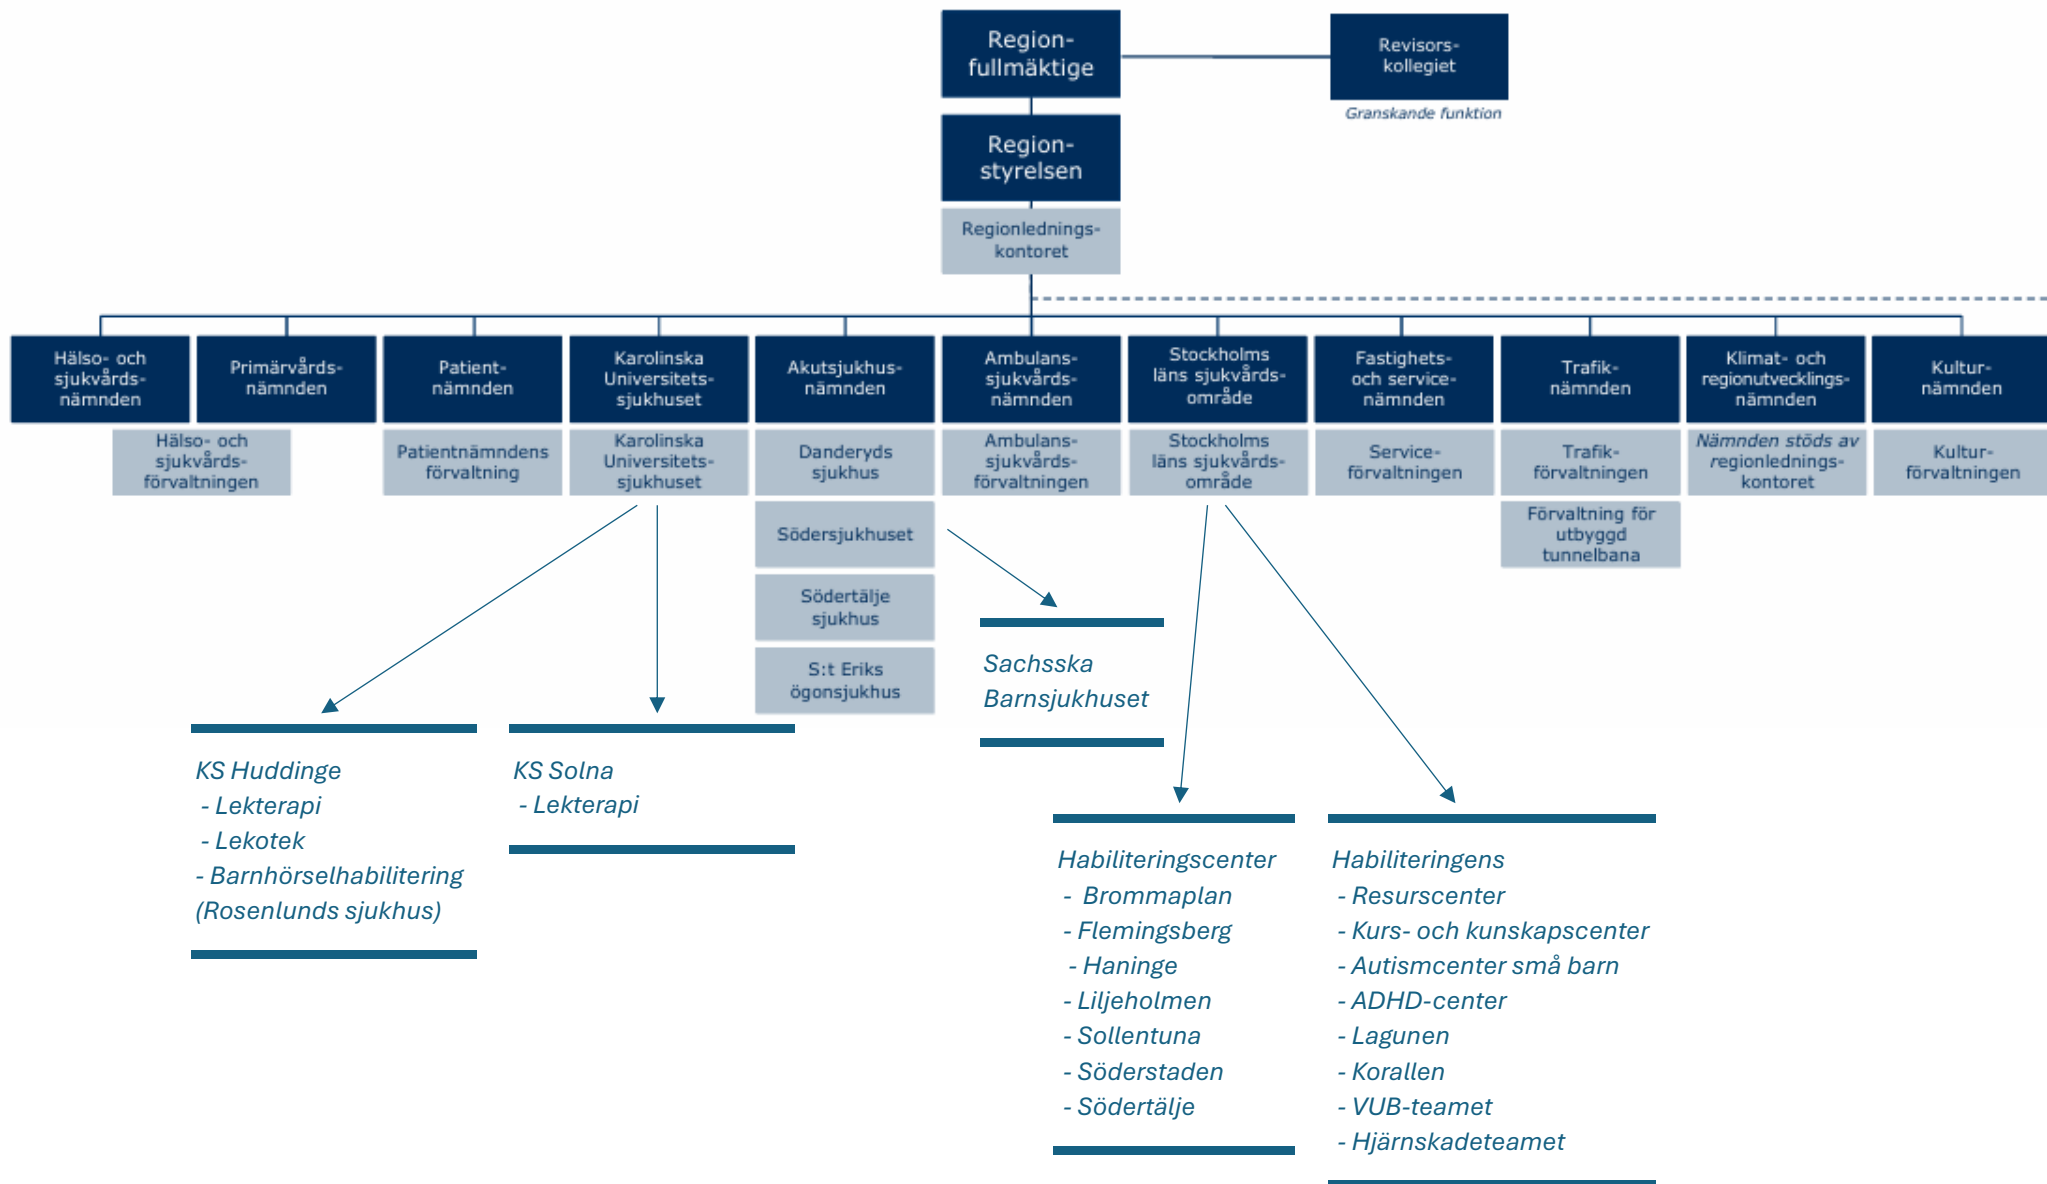 Region-
fullmäktige
Revisors-
kollegiet
Granskande funktion
Region-
styrelsen
Regionlednings-
kontoret
Hälso- och
sjukvårds-
nämnden
Primärvårds-
nämnden
Patient-
nämnden
Karolinska
Universitets-
sjukhuset
Akutsjukhus-
nämnden
Ambulans-
sjukvårds-
nämnden
Stockholms
läns sjukvårds-
område
Fastighets-
och service-
nämnden
Trafik-
nämnden
Klimat- och
regionutvecklings-
nämnden
Kultur-
nämnden
Hälso- och
sjukvårds-
förvaltningen
Patientnämndens
förvaltning
Karolinska
Universitets-
sjukhuset
Danderyds
sjukhus
Ambulans-
sjukvårds-
förvaltningen
Stockholms
läns sjukvårds-
område
Service-
förvaltningen
Trafik-
förvaltningen
Nämnden stöds av
regionlednings-
kontoret
Kultur-
förvaltningen
Södersjukhuset
Förvaltning för
utbyggd
tunnelbana
Södertälje
sjukhus
S:t Eriks
ögonsjukhus
Sachsska
Barnsjukhuset
KS Huddinge
- Lekterapi
- Lekotek
- Barnhörselhabilitering
(Rosenlunds sjukhus)
KS Solna
- Lekterapi
Habiliteringscenter
- Brommaplan
- Flemingsberg
- Haninge
- Liljeholmen
- Sollentuna
- Söderstaden
- Södertälje
Habiliteringens
- Resurscenter
- Kurs- och kunskapscenter
- Autismcenter små barn
- ADHD-center
- Lagunen
- Korallen
- VUB-teamet
- Hjärnskadeteamet